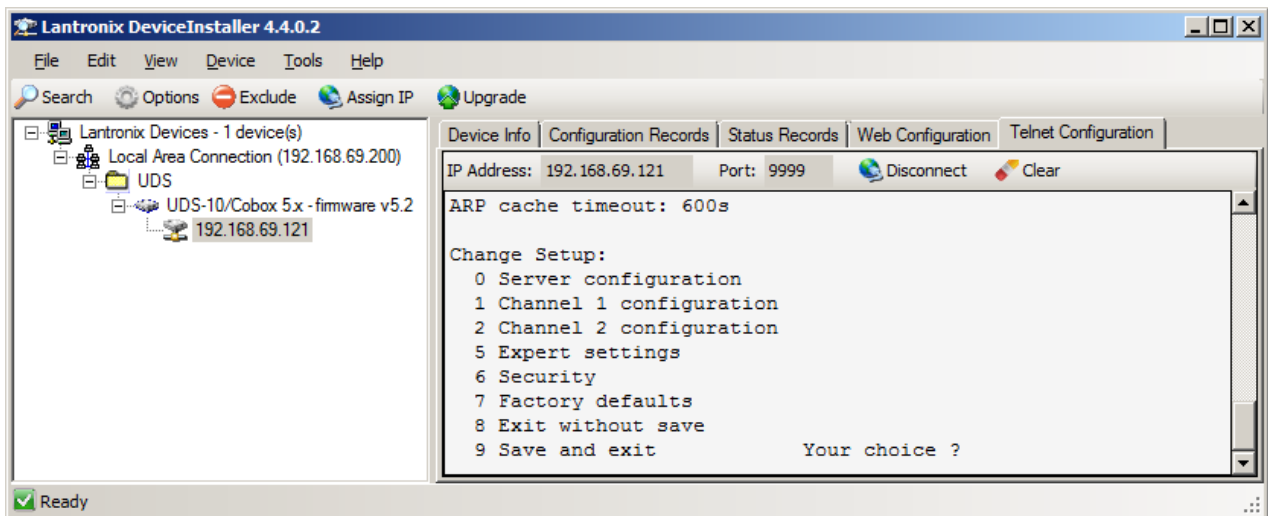 Lantronix DeviceInstaller 4.4.0.2
File Edit View Device Tools Help
Search Options Exclude Assign IP Upgrade
Lantronix Devices - 1 device(s)
Local Area Connection (192.168.69.200)
UDS
UDS-10/Cobox 5.x - firmware v5.2
192.168.69.121
Device Info Configuration Records Status Records Web Configuration Telnet Configuration
IP Address: 192.168.69.121 Port: 9999 Disconnect Clear
ARP cache timeout: 600s
Change Setup:
0 Server configuration
1 Channel 1 configuration
2 Channel 2 configuration
5 Expert settings
6 Security
7 Factory defaults
8 Exit without save
9 Save and exit Your choice ?
Ready